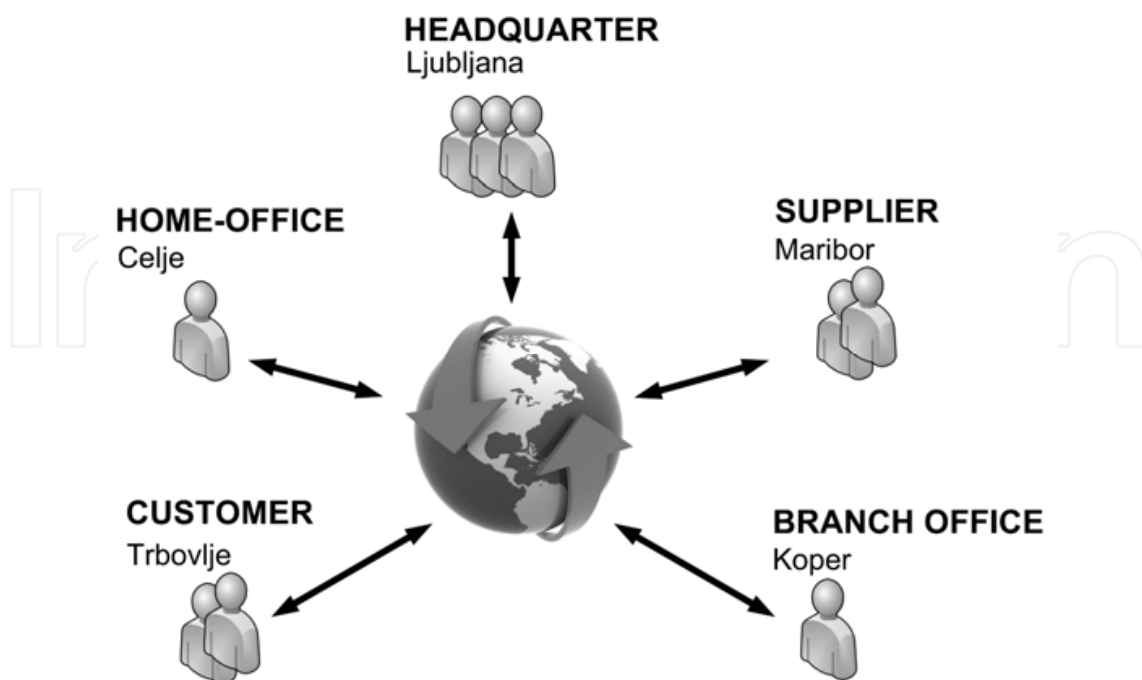 HEADQUARTER
Ljubljana
HOME-OFFICE
Celje
SUPPLIER
Maribor
CUSTOMER
Trbovlje
BRANCH OFFICE
Koper